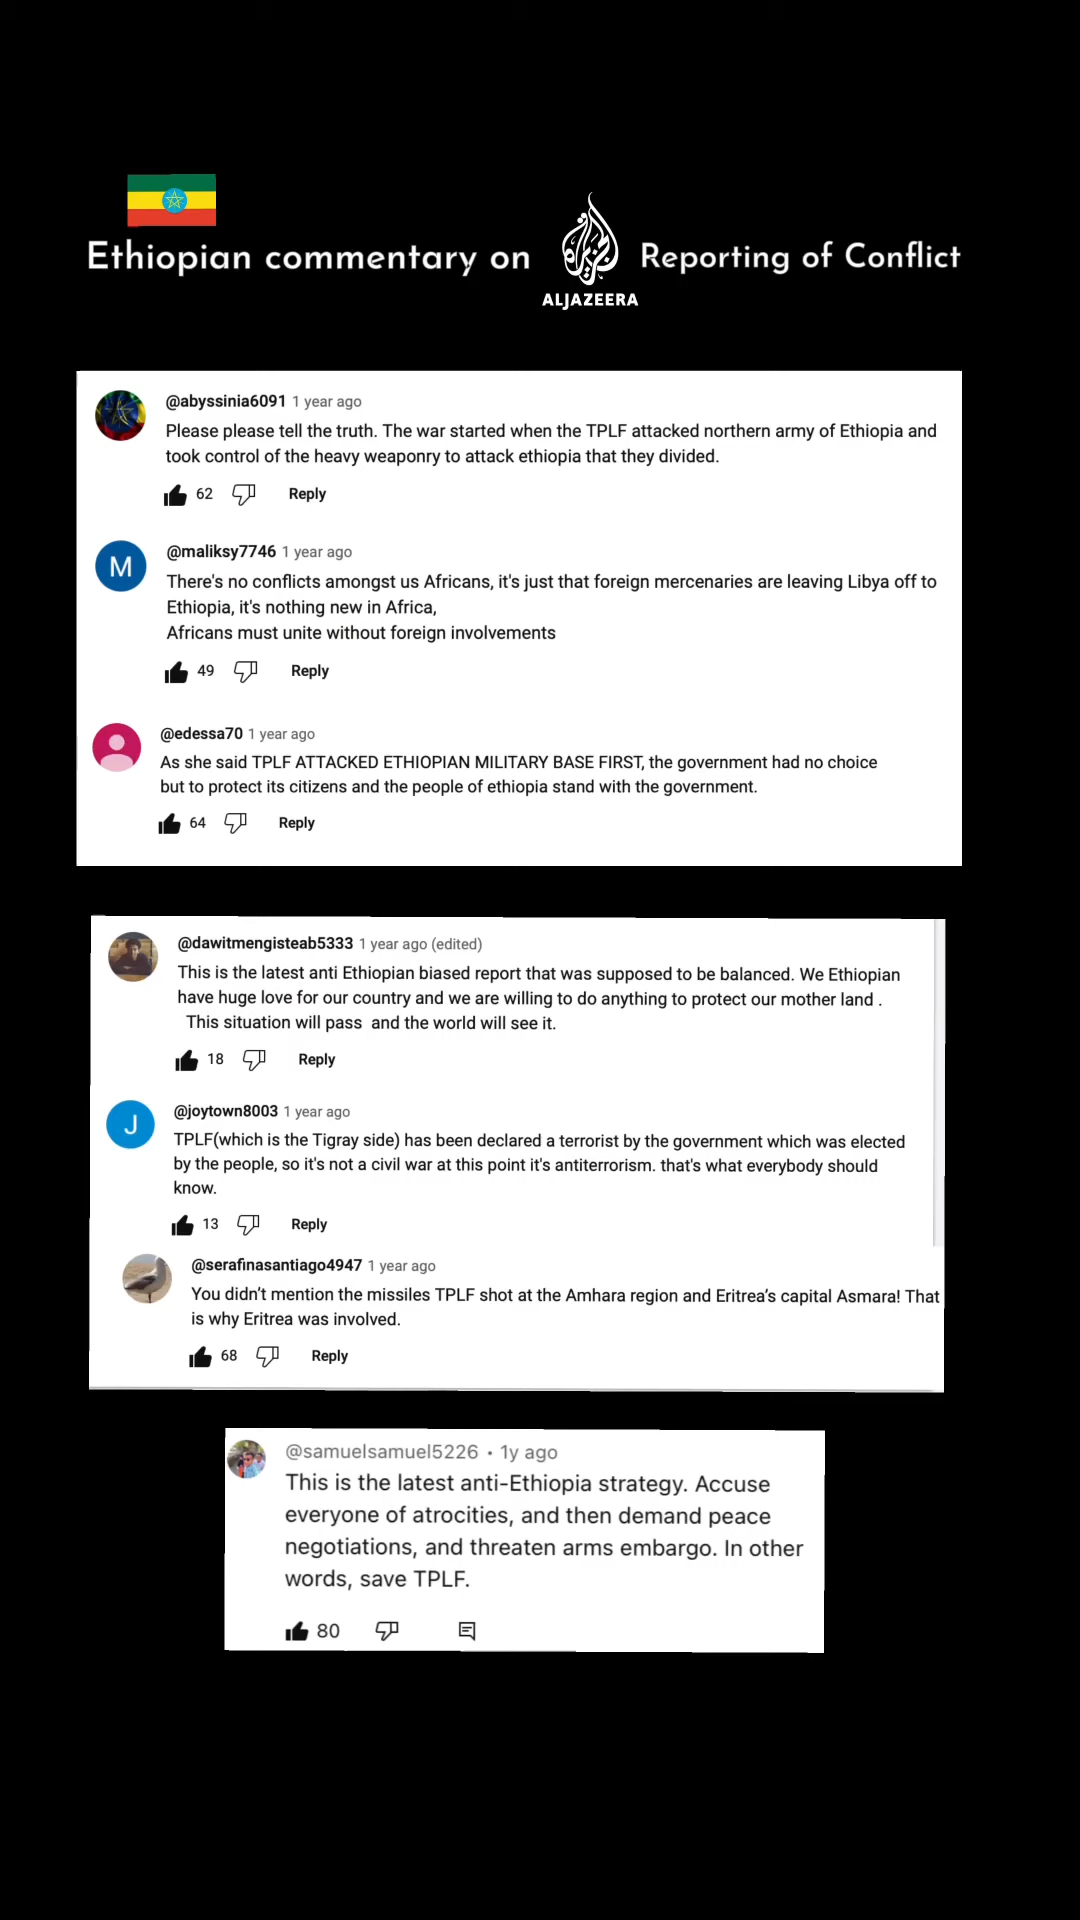 Ethiopian commentary on ALJAZEERA Reporting of Conflict
@abyssinia6091 1 year ago
Please please tell the truth. The war started when the TPLF attacked northern army of Ethiopia and
took control of the heavy weaponry to attack ethiopia that they divided.
62 Reply
M
@maliksy7746 1 year ago
There's no conflicts amongst us Africans, it's just that foreign mercenaries are leaving Libya off to
Ethiopia, it's nothing new in Africa,
Africans must unite without foreign involvements
49 Reply
@edessa70 1 year ago
As she said TPLF ATTACKED ETHIOPIAN MILITARY BASE FIRST, the government had no choice
but to protect its citizens and the people of ethiopia stand with the government.
64 Reply
@dawitmengisteab5333 1 year ago (edited)
This is the latest anti Ethiopian biased report that was supposed to be balanced. We Ethiopian
have huge love for our country and we are willing to do anything to protect our mother land .
This situation will pass and the world will see it.
18 Reply
J
@joytown8003 1 year ago
TPLF(which is the Tigray side) has been declared a terrorist by the government which was elected
by the people, so it's not a civil war at this point it's antiterrorism. that's what everybody should
know.
13 Reply
@serafinasantiago4947 1 year ago
You didn’t mention the missiles TPLF shot at the Amhara region and Eritrea’s capital Asmara! That
is why Eritrea was involved.
68 Reply
@samuelsamuel5226 • 1y ago
This is the latest anti-Ethiopia strategy. Accuse
everyone of atrocities, and then demand peace
negotiations, and threaten arms embargo. In other
words, save TPLF.
80